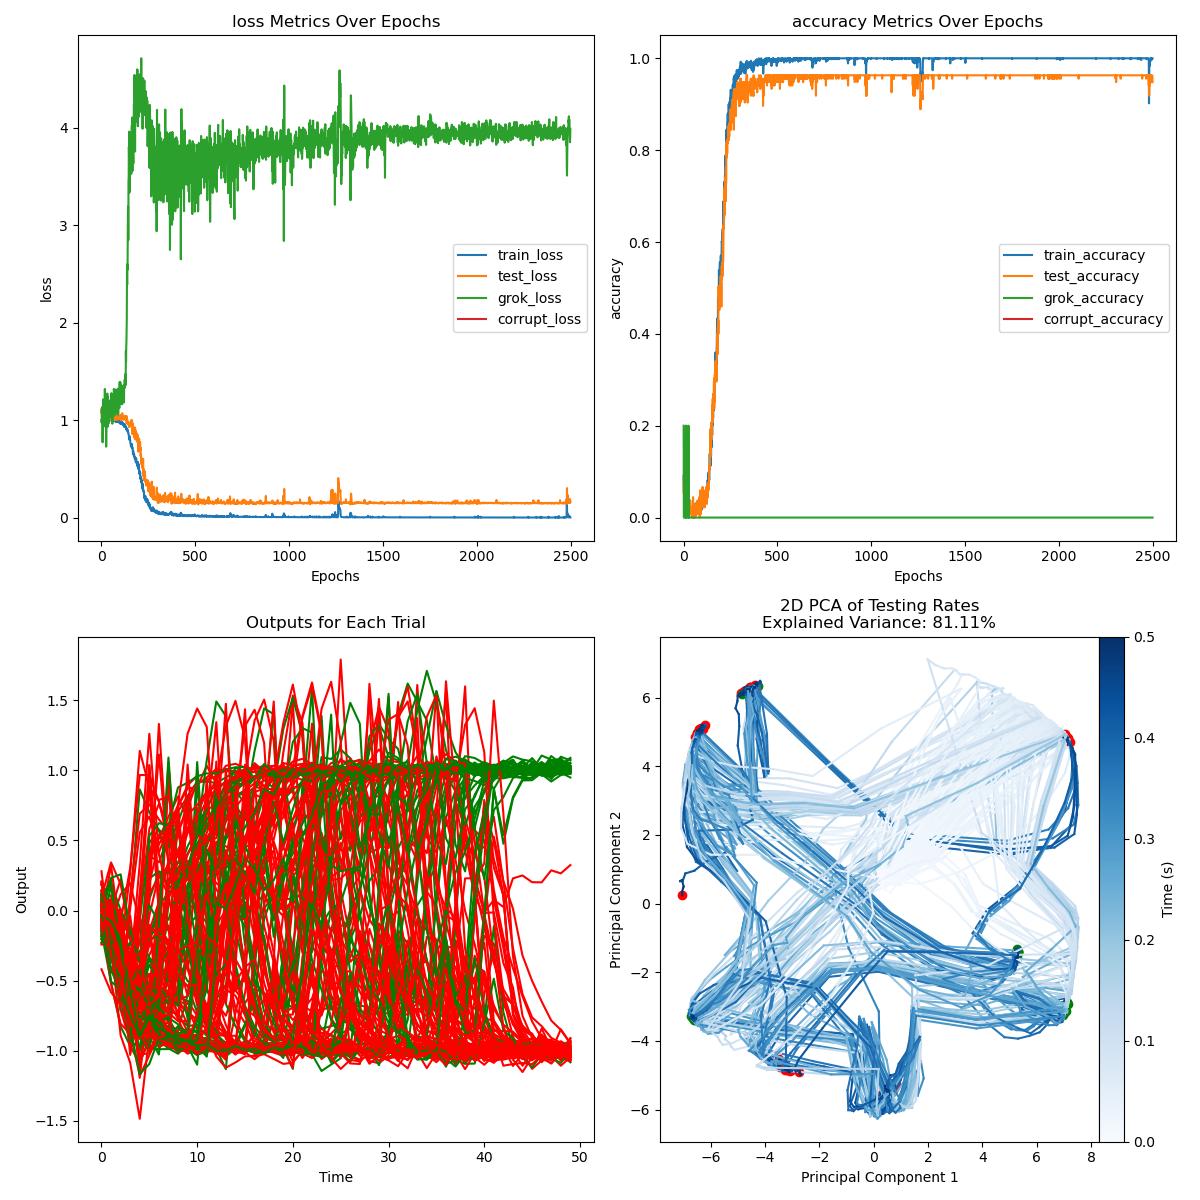 loss Metrics Over Epochs
4
3
2
1
0
loss
train_loss
test_loss
grok_loss
corrupt_loss
0 500 1000 1500 2000 2500
Epochs
accuracy Metrics Over Epochs
1.0
0.8
0.6
0.4
0.2
0.0
accuracy
train_accuracy
test_accuracy
grok_accuracy
corrupt_accuracy
0 500 1000 1500 2000 2500
Epochs
Outputs for Each Trial
1.5
1.0
0.5
0.0
−0.5
−1.0
−1.5
Output
0 10 20 30 40 50
Time
2D PCA of Testing Rates
Explained Variance: 81.11%
6
4
2
0
−2
−4
−6
Principal Component 2
−6 −4 −2 0 2 4 6 8
Principal Component 1
0.5
0.4
0.3
0.2
0.1
0.0
Time (s)